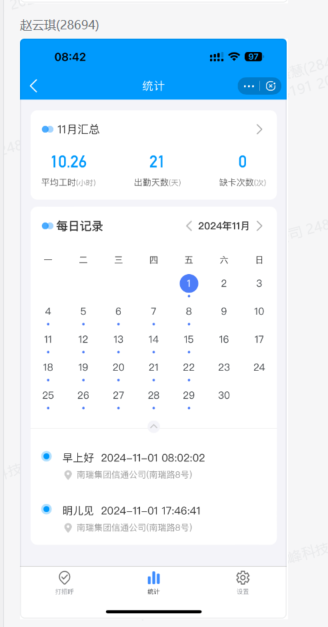 赵云琪(28694)
08:42
97
统计
11月汇总
10.26 21 0
平均工时(小时) 出勤天数(天) 缺卡次数(次)
每日记录 2024年11月
一 二 三 四 五 六 日
1 2 3
4 5 6 7 8 9 10
11 12 13 14 15 16 17
18 19 20 21 22 23 24
25 26 27 28 29 30
早上好 2024-11-01 08:02:02
南瑞集团信通公司(南瑞路8号)
明儿见 2024-11-01 17:46:41
南瑞集团信通公司(南瑞路8号)
打招呼 统计 设置